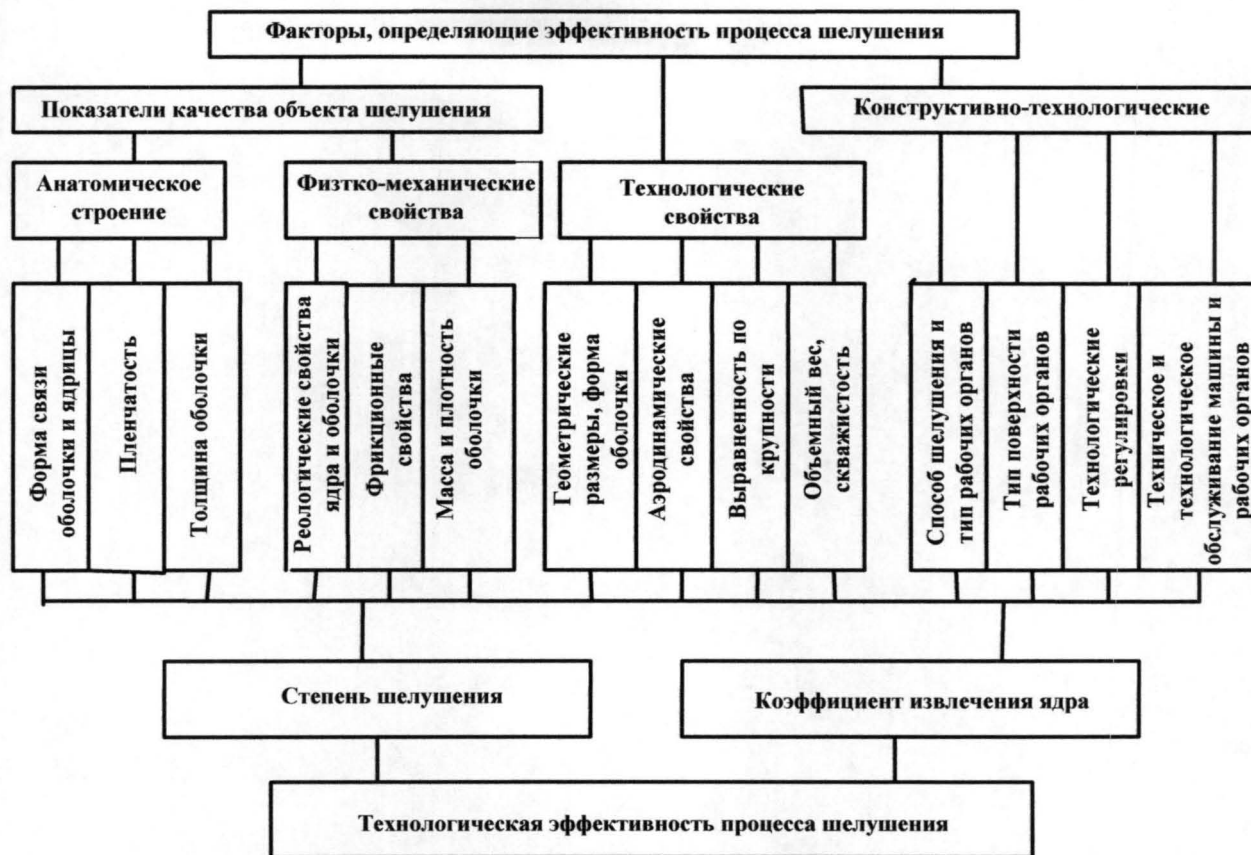 Факторы, определяющие эффективность процесса шелушения
Показатели качества объекта шелушения
Конструктивно-технологические
Анатомическое
строение
Физтко-механические
свойства
Технологические
свойства
Форма связи
оболочки и ядрицы
Пленчатость
Толщина оболочки
Реологические свойства
ядра и оболочки
Фрикционные
свойства
Масса и плотность
оболочки
Геометрические
размеры, форма
оболочки
Аэродинамические
свойства
Выравненность по
крупности
Объемный вес,
скважистость
Способ шелушения и
тип рабочих органов
Тип поверхности
рабочих органов
Технологические
регулировки
Техническое и
технологическое
обслуживание машины и
рабочих органов
Степень шелушения
Коэффициент извлечения ядра
Технологическая эффективность процесса шелушения